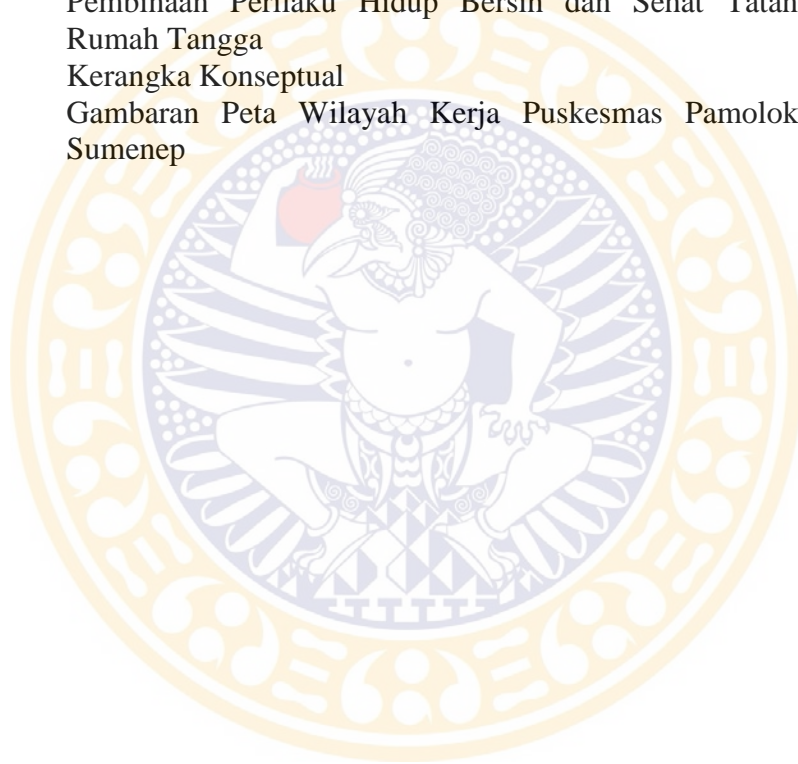 Pembinaan Perilaku Hidup Bersih dan Sehat Tatan
Rumah Tangga
Kerangka Konseptual
Gambaran Peta Wilayah Kerja Puskesmas Pamolok
Sumenep